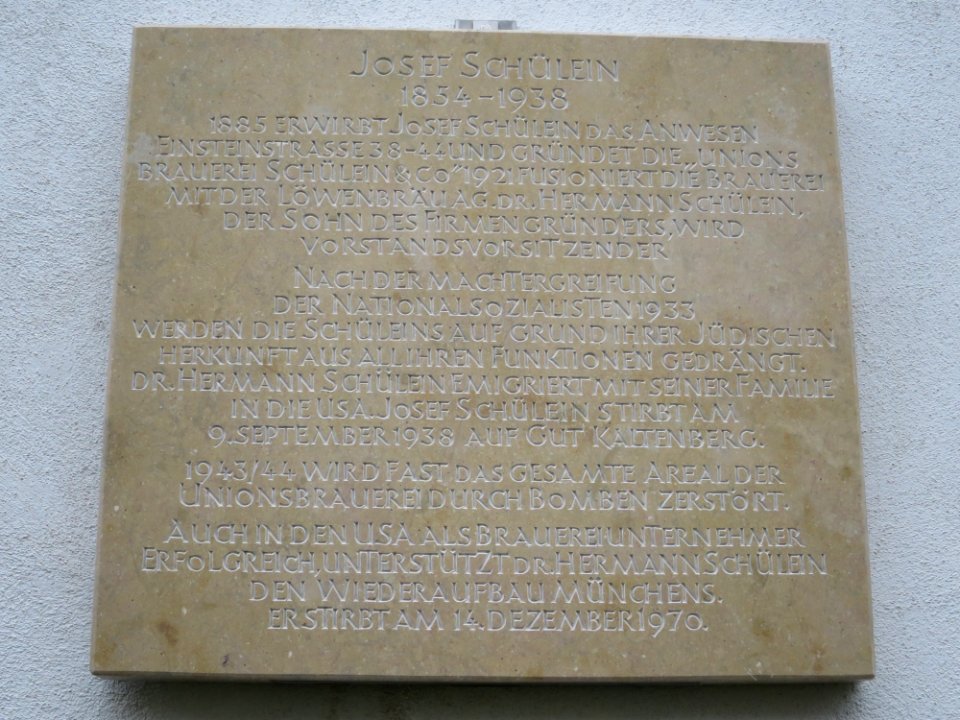 JOSEF SCHÜLEIN
1854–1938
1885 ERWIRBT JOSEF SCHÜLEIN DAS ANWESEN
EINSTEINSTRASSE 38–44 UND GRÜNDET DIE „UNIONS
BRAUEREI SCHÜLEIN & CO" 1921 FUSIONIERT DIE BRAUEREI
MIT DER LÖWENBRÄU AG. DR. HERMANN SCHÜLEIN,
DER SOHN DES FIRMENGRÜNDERS, WIRD
VORSTANDSVORSITZENDER
NACH DER MACHTERGREIFUNG
DER NATIONALSOZIALISTEN 1933
WERDEN DIE SCHÜLEINS AUF GRUND IHRER JÜDISCHEN
HERKUNFT AUS ALL IHREN FUNKTIONEN GEDRÄNGT.
DR. HERMANN SCHÜLEIN EMIGRIERT MIT SEINER FAMILIE
IN DIE USA. JOSEF SCHÜLEIN STIRBT AM
9. SEPTEMBER 1938 AUF GUT KALTENBERG.
1943/44 WIRD FAST DAS GESAMTE AREAL DER
UNIONSBRAUEREI DURCH BOMBEN ZERSTÖRT.
AUCH IN DEN USA ALS BRAUEREIUNTERNEHMER
ERFOLGREICH, UNTERSTÜTZT DR. HERMANN SCHÜLEIN
DEN WIEDERAUFBAU MÜNCHENS.
ER STIRBT AM 14. DEZEMBER 1970.